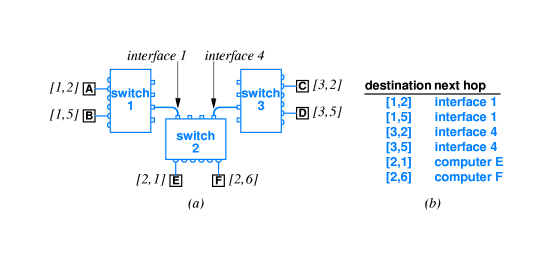 interface 1 interface 4
[1,2] A
[1,5] B
switch
1
switch
3
C [3,2]
D [3,5]
switch
2
[2,1] E
F [2,6]
(a)
destination next hop
[1,2] interface 1
[1,5] interface 1
[3,2] interface 4
[3,5] interface 4
[2,1] computer E
[2,6] computer F
(b)